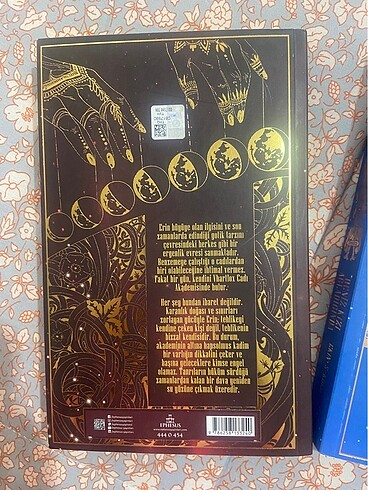 Erin büyüye olan ilgisini ve son
zamanlarda edindiği gotik tarzını
çevresindeki herkes gibi bir
ergenlik evresi sanmaktadır.
Benzemeye çalıştığı o cadılardan
biri olabileceğine ihtimal vermez.
Fakat bir gün, kendini Vharilox Cadı
Akademisinde bulur.
Her şey bundan ibaret değildir.
Karanlık doğası ve sınırları
zorlayan gücüyle Erin; tehlikeyi
kendine çeken kişi değil, tehlikenin
bizzat kendisidir. Bu durum,
akademinin altına hapsolmuş kadim
bir varlığın dikkatini çeker ve
başına geleceklere kimse engel
olamaz. Tanrıların hüküm sürdüğü
zamanlardan kalan bir dava yeniden
su yüzüne çıkmak üzeredir.
EPHESUS
444 0 454